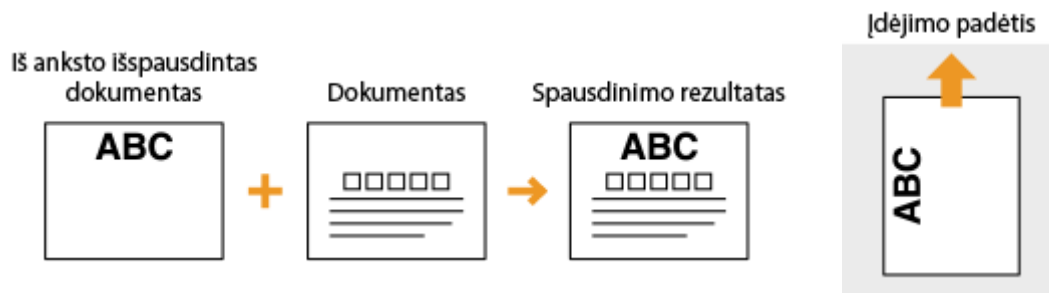 Įdėjimo padėtis
Iš anksto išspausdintas
dokumentas
Dokumentas
Spausdinimo rezultatas
ABC
ABC
ABC